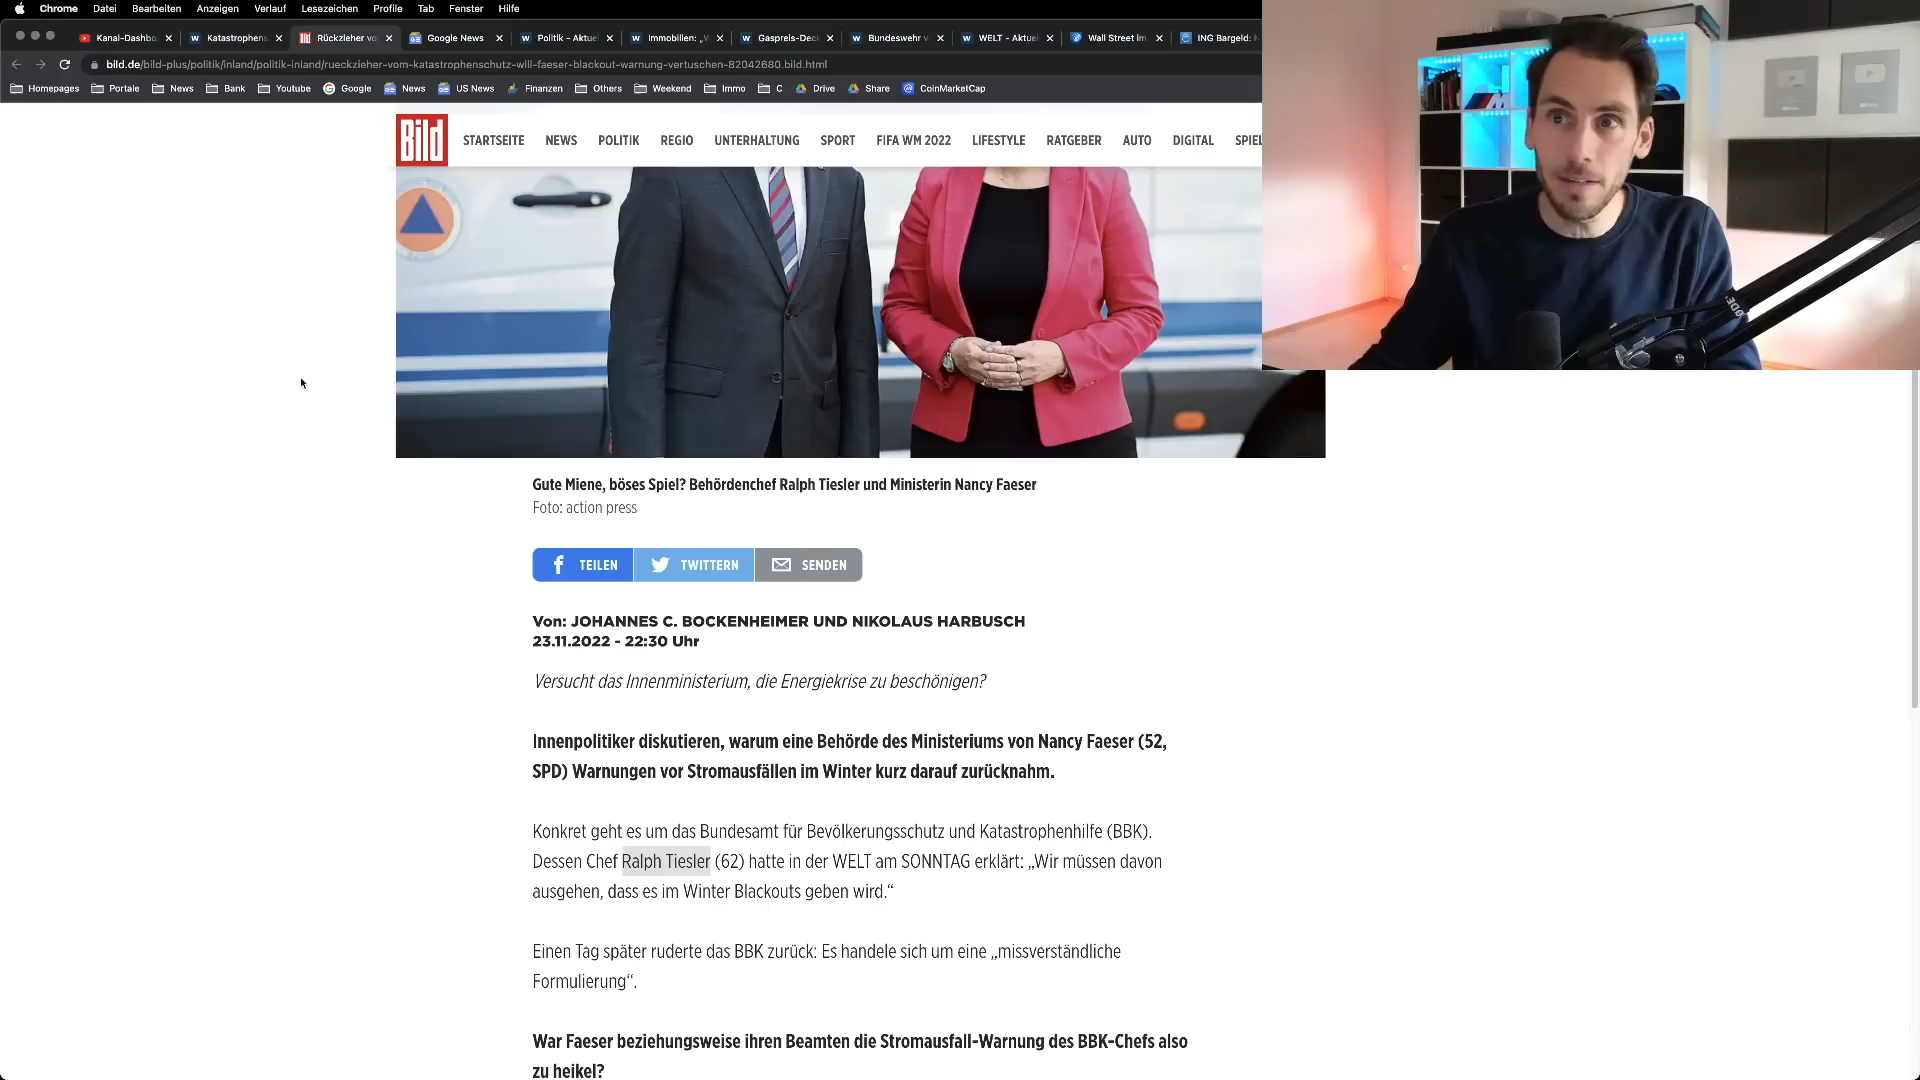 Chrome Datei Bearbeiten Anzeigen Verlauf Lesezeichen Profile Tab Fenster Hilfe
Kanal-Dashbo Katastrophens Rückzieher vo Google News Politik - Aktue Immobilien: „W Gaspreis-Dec Bundeswehr v WELT - Aktue Wall Street im ING Bargeld:
bild.de/bild-plus/politik/inland/politik-inland/rueckzieher-vom-katastrophenschutz-will-faeser-blackout-warnung-vertuschen-82042680.bild.html
Homepages Portale News Bank Youtube Google News US News Finanzen Others Weekend Immo C Drive Share CoinMarketCap
Bild STARTSEITE NEWS POLITIK REGIO UNTERHALTUNG SPORT FIFA WM 2022 LIFESTYLE RATGEBER AUTO DIGITAL SPIEL
Gute Miene, böses Spiel? Behördenchef Ralph Tiesler und Ministerin Nancy Faeser
Foto: action press
TEILEN TWITTERN SENDEN
Von: JOHANNES C. BOCKENHEIMER UND NIKOLAUS HARBUSCH
23.11.2022 - 22:30 Uhr
Versucht das Innenministerium, die Energiekrise zu beschönigen?
Innenpolitiker diskutieren, warum eine Behörde des Ministeriums von Nancy Faeser (52,
SPD) Warnungen vor Stromausfällen im Winter kurz darauf zurücknahm.
Konkret geht es um das Bundesamt für Bevölkerungsschutz und Katastrophenhilfe (BBK).
Dessen Chef Ralph Tiesler (62) hatte in der WELT am SONNTAG erklärt: „Wir müssen davon
ausgehen, dass es im Winter Blackouts geben wird.“
Einen Tag später ruderte das BBK zurück: Es handele sich um eine „missverständliche
Formulierung“.
War Faeser beziehungsweise ihren Beamten die Stromausfall-Warnung des BBK-Chefs also
zu heikel?